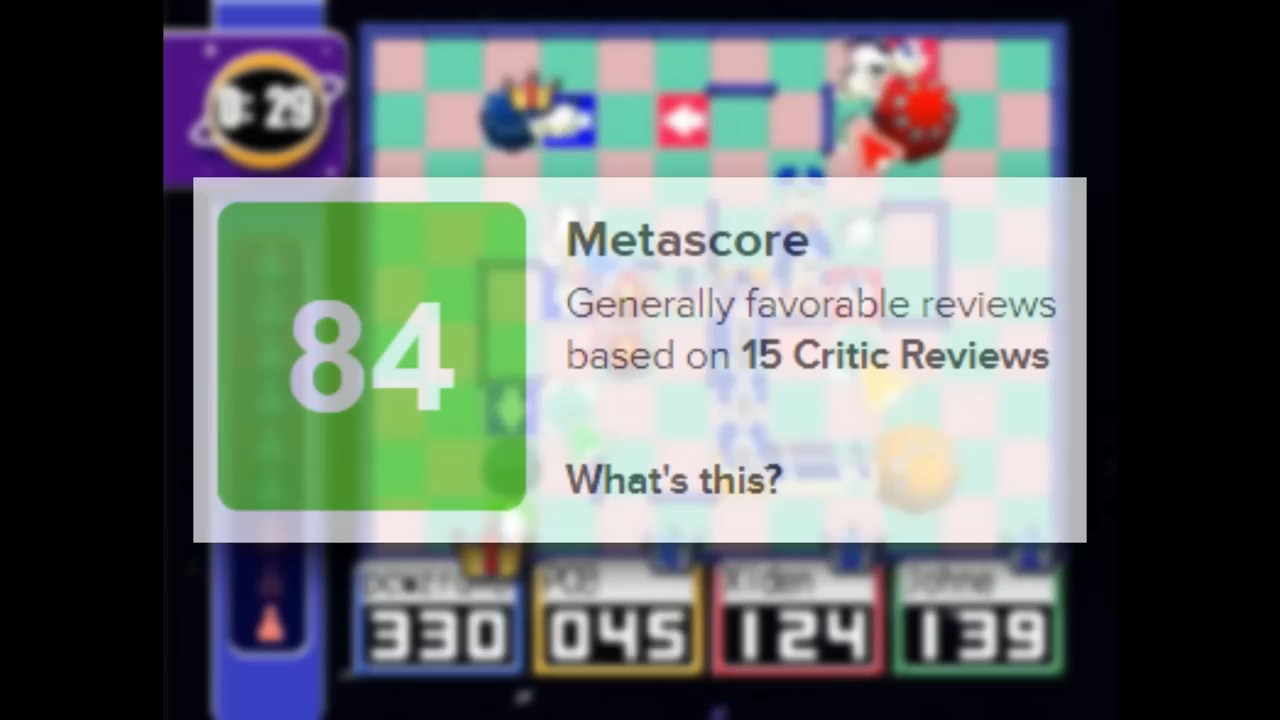 0: 29
84
Metascore
Generally favorable reviews
based on 15 Critic Reviews
What's this?
330
045
124
139